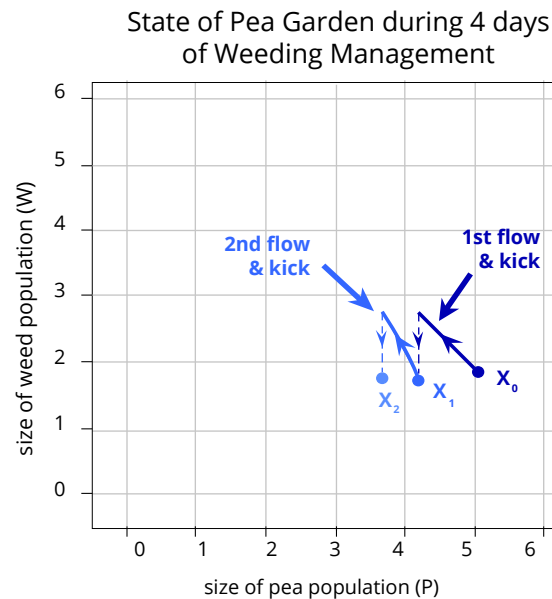 State of Pea Garden during 4 days
of Weeding Management
6
5
4
3
2
1
0
size of weed population (W)
2nd flow
& kick
1st flow
& kick
X₀
X₁
X₂
0 1 2 3 4 5 6
size of pea population (P)